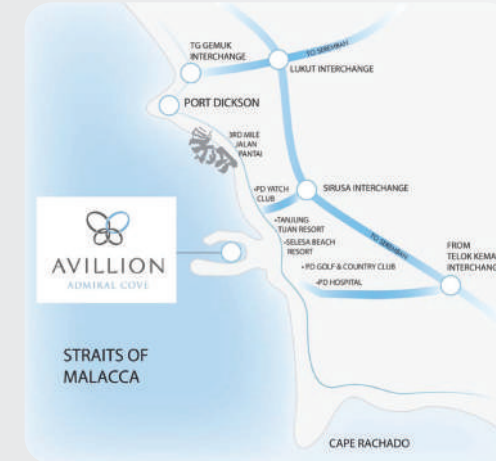 TG GEMUK
INTERCHANGE
TO SEREMBAN
LUKUT INTERCHANGE
PORT DICKSON
3RD MILE
JALAN
PANTAI
•PD YATCH
CLUB
SIRUSA INTERCHANGE
•TANJUNG
TUAN RESORT
•SELESA BEACH
RESORT
TO SEREMBAN
• PD GOLF & COUNTRY CLUB
•PD HOSPITAL
FROM
TELOK KEMA
INTERCHANG
AVILLION
ADMIRAL COVE
STRAITS OF
MALACCA
CAPE RACHADO